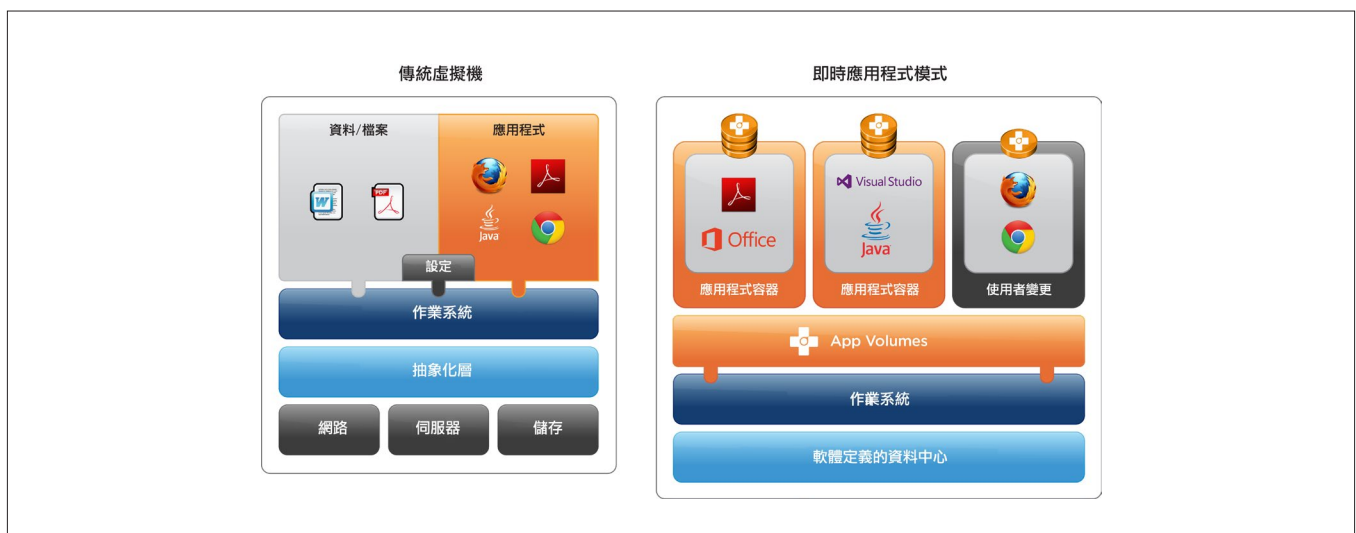 傳統虛擬機
資料/檔案
應用程式
W
PDF
Java
設定
作業系統
抽象化層
網路
伺服器
儲存
即時應用程式模式
Office
應用程式容器
Visual Studio
Java
應用程式容器
使用者變更
App Volumes
作業系統
軟體定義的資料中心